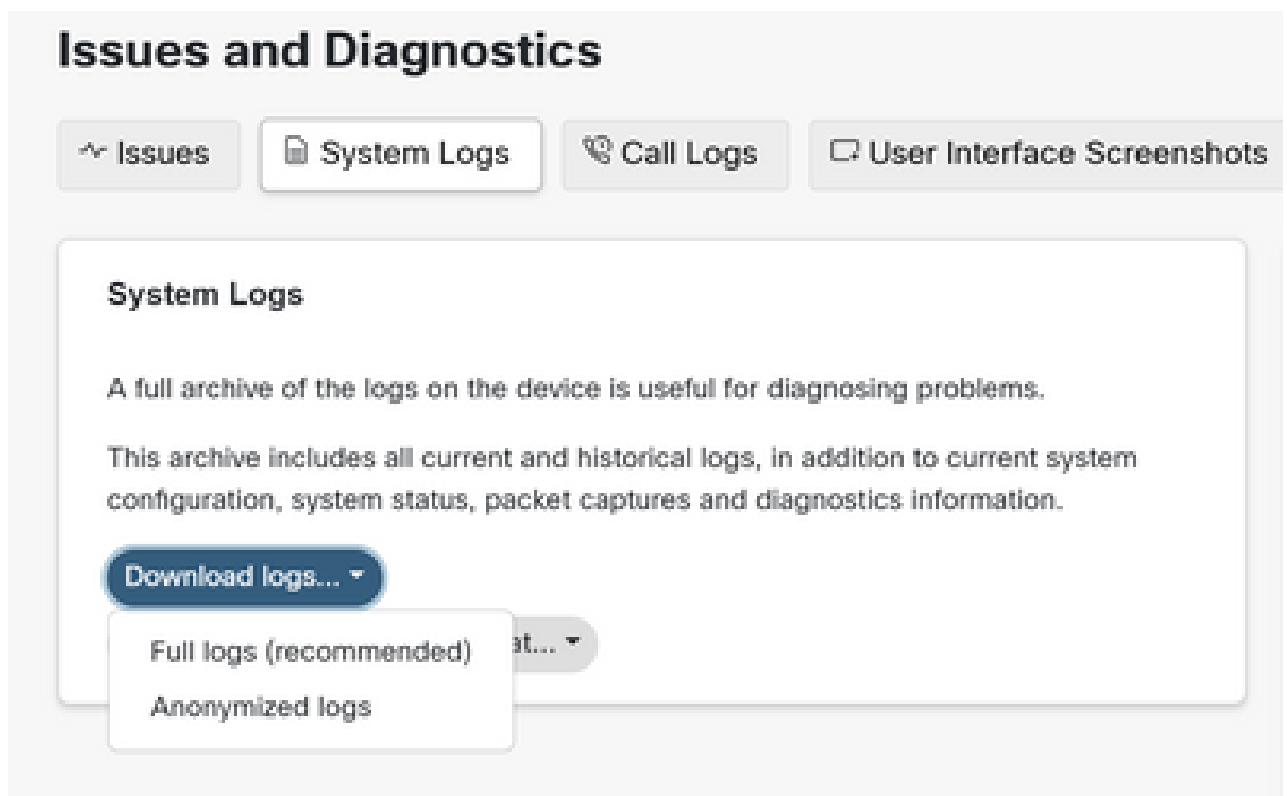 Issues and Diagnostics
Issues
System Logs
Call Logs
User Interface Screenshots
System Logs
A full archive of the logs on the device is useful for diagnosing problems.
This archive includes all current and historical logs, in addition to current system
configuration, system status, packet captures and diagnostics information.
Download logs...
Full logs (recommended)
Anonymized logs